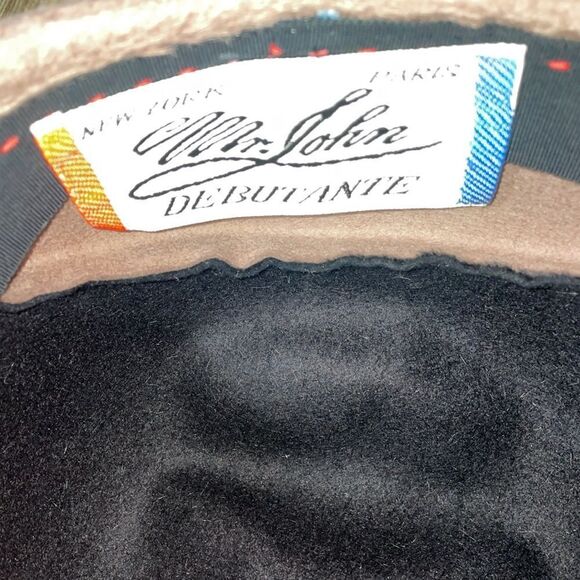 NEW YORK PARIS
Mr. John
DEBUTANTE